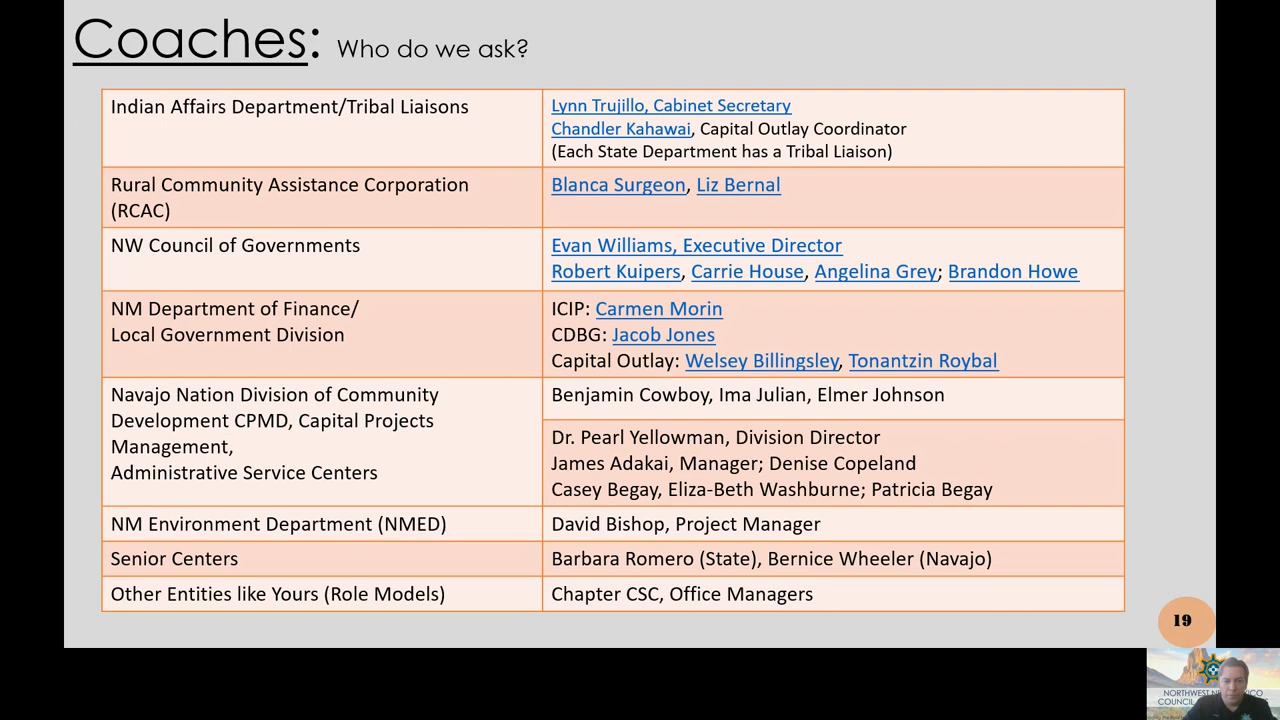 Coaches: Who do we ask?
Indian Affairs Department/Tribal Liaisons
Lynn Trujillo, Cabinet Secretary
Chandler Kahawai, Capital Outlay Coordinator
(Each State Department has a Tribal Liaison)
Rural Community Assistance Corporation
(RCAC)
Blanca Surgeon, Liz Bernal
NW Council of Governments
Evan Williams, Executive Director
Robert Kuipers, Carrie House, Angelina Grey; Brandon Howe
NM Department of Finance/
Local Government Division
ICIP: Carmen Morin
CDBG: Jacob Jones
Capital Outlay: Welsey Billingsley, Tonantzin Roybal
Navajo Nation Division of Community
Development CPMD, Capital Projects
Management,
Administrative Service Centers
Benjamin Cowboy, Ima Julian, Elmer Johnson
Dr. Pearl Yellowman, Division Director
James Adakai, Manager; Denise Copeland
Casey Begay, Eliza-Beth Washburne; Patricia Begay
NM Environment Department (NMED)
David Bishop, Project Manager
Senior Centers
Barbara Romero (State), Bernice Wheeler (Navajo)
Other Entities like Yours (Role Models)
Chapter CSC, Office Managers
19
NORTHWEST
COUNCIL